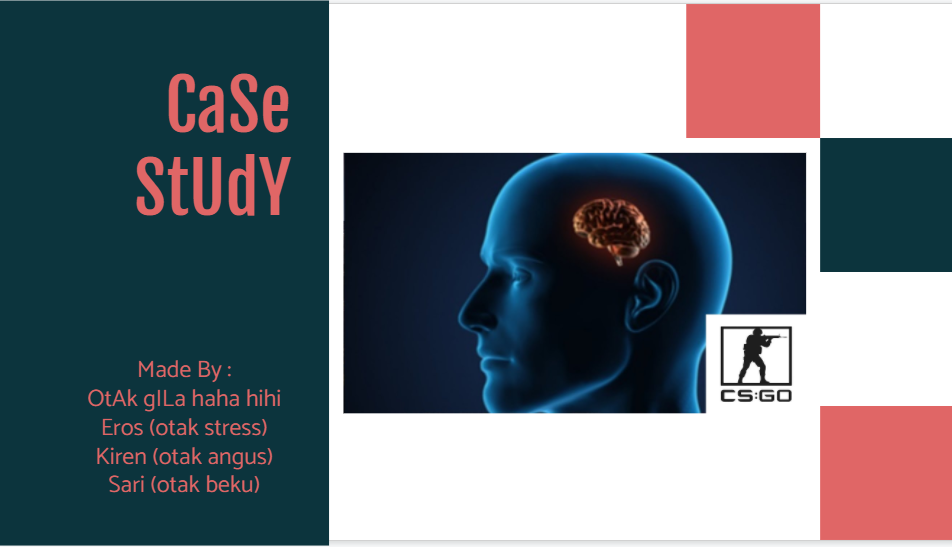 CaSe
StUdY
Made By :
OtAk gILa haha hihi
Eros (otak stress)
Kiren (otak angus)
Sari (otak beku)
CS:GO